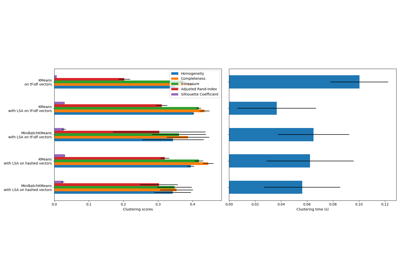 Homogeneity
Completeness
V-measure
Adjusted Rand-Index
Silhouette Coefficient
KMeans
on tf-idf vectors
KMeans
with LSA on tf-idf vectors
MiniBatchKMeans
with LSA on tf-idf vectors
KMeans
with LSA on hashed vectors
MiniBatchKMeans
with LSA on hashed vectors
0.0 0.1 0.2 0.3 0.4
Clustering scores
0.00 0.02 0.04 0.06 0.08 0.10 0.12
Clustering time (s)